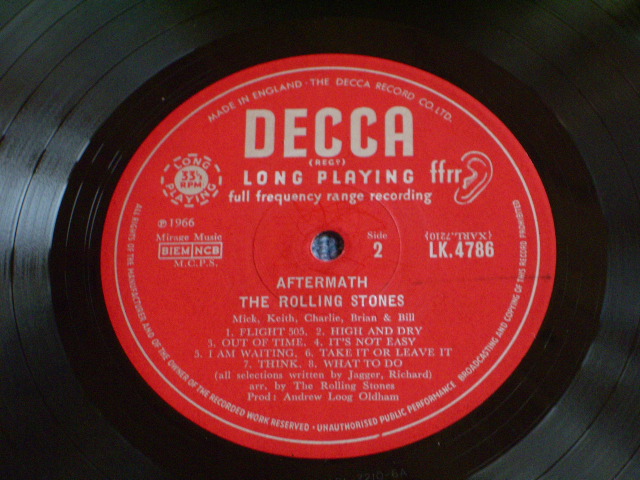 MADE IN ENGLAND · THE DECCA RECORD CO. LTD.
DECCA
(REGD)
LONG PLAYING
33⅓
RPM
LONG PLAYING
ffrr
full frequency range recording
℗ 1966
Mirage Music
BIEM NCB
M.C.P.S.
Side
2
(XARL.7210)
LK.4786
AFTERMATH
THE ROLLING STONES
Mick, Keith, Charlie, Brian & Bill
1. FLIGHT 505. 2. HIGH AND DRY
3. OUT OF TIME. 4. IT'S NOT EASY
5. I AM WAITING. 6. TAKE IT OR LEAVE IT
7. THINK. 8. WHAT TO DO
(all selections written by Jagger, Richard)
arr. by The Rolling Stones
Prod: Andrew Loog Oldham
ALL RIGHTS OF THE MANUFACTURER AND OF THE OWNER OF THE RECORDED WORK RESERVED · UNAUTHORISED PUBLIC PERFORMANCE BROADCASTING AND COPYING OF THIS RECORD PROHIBITED